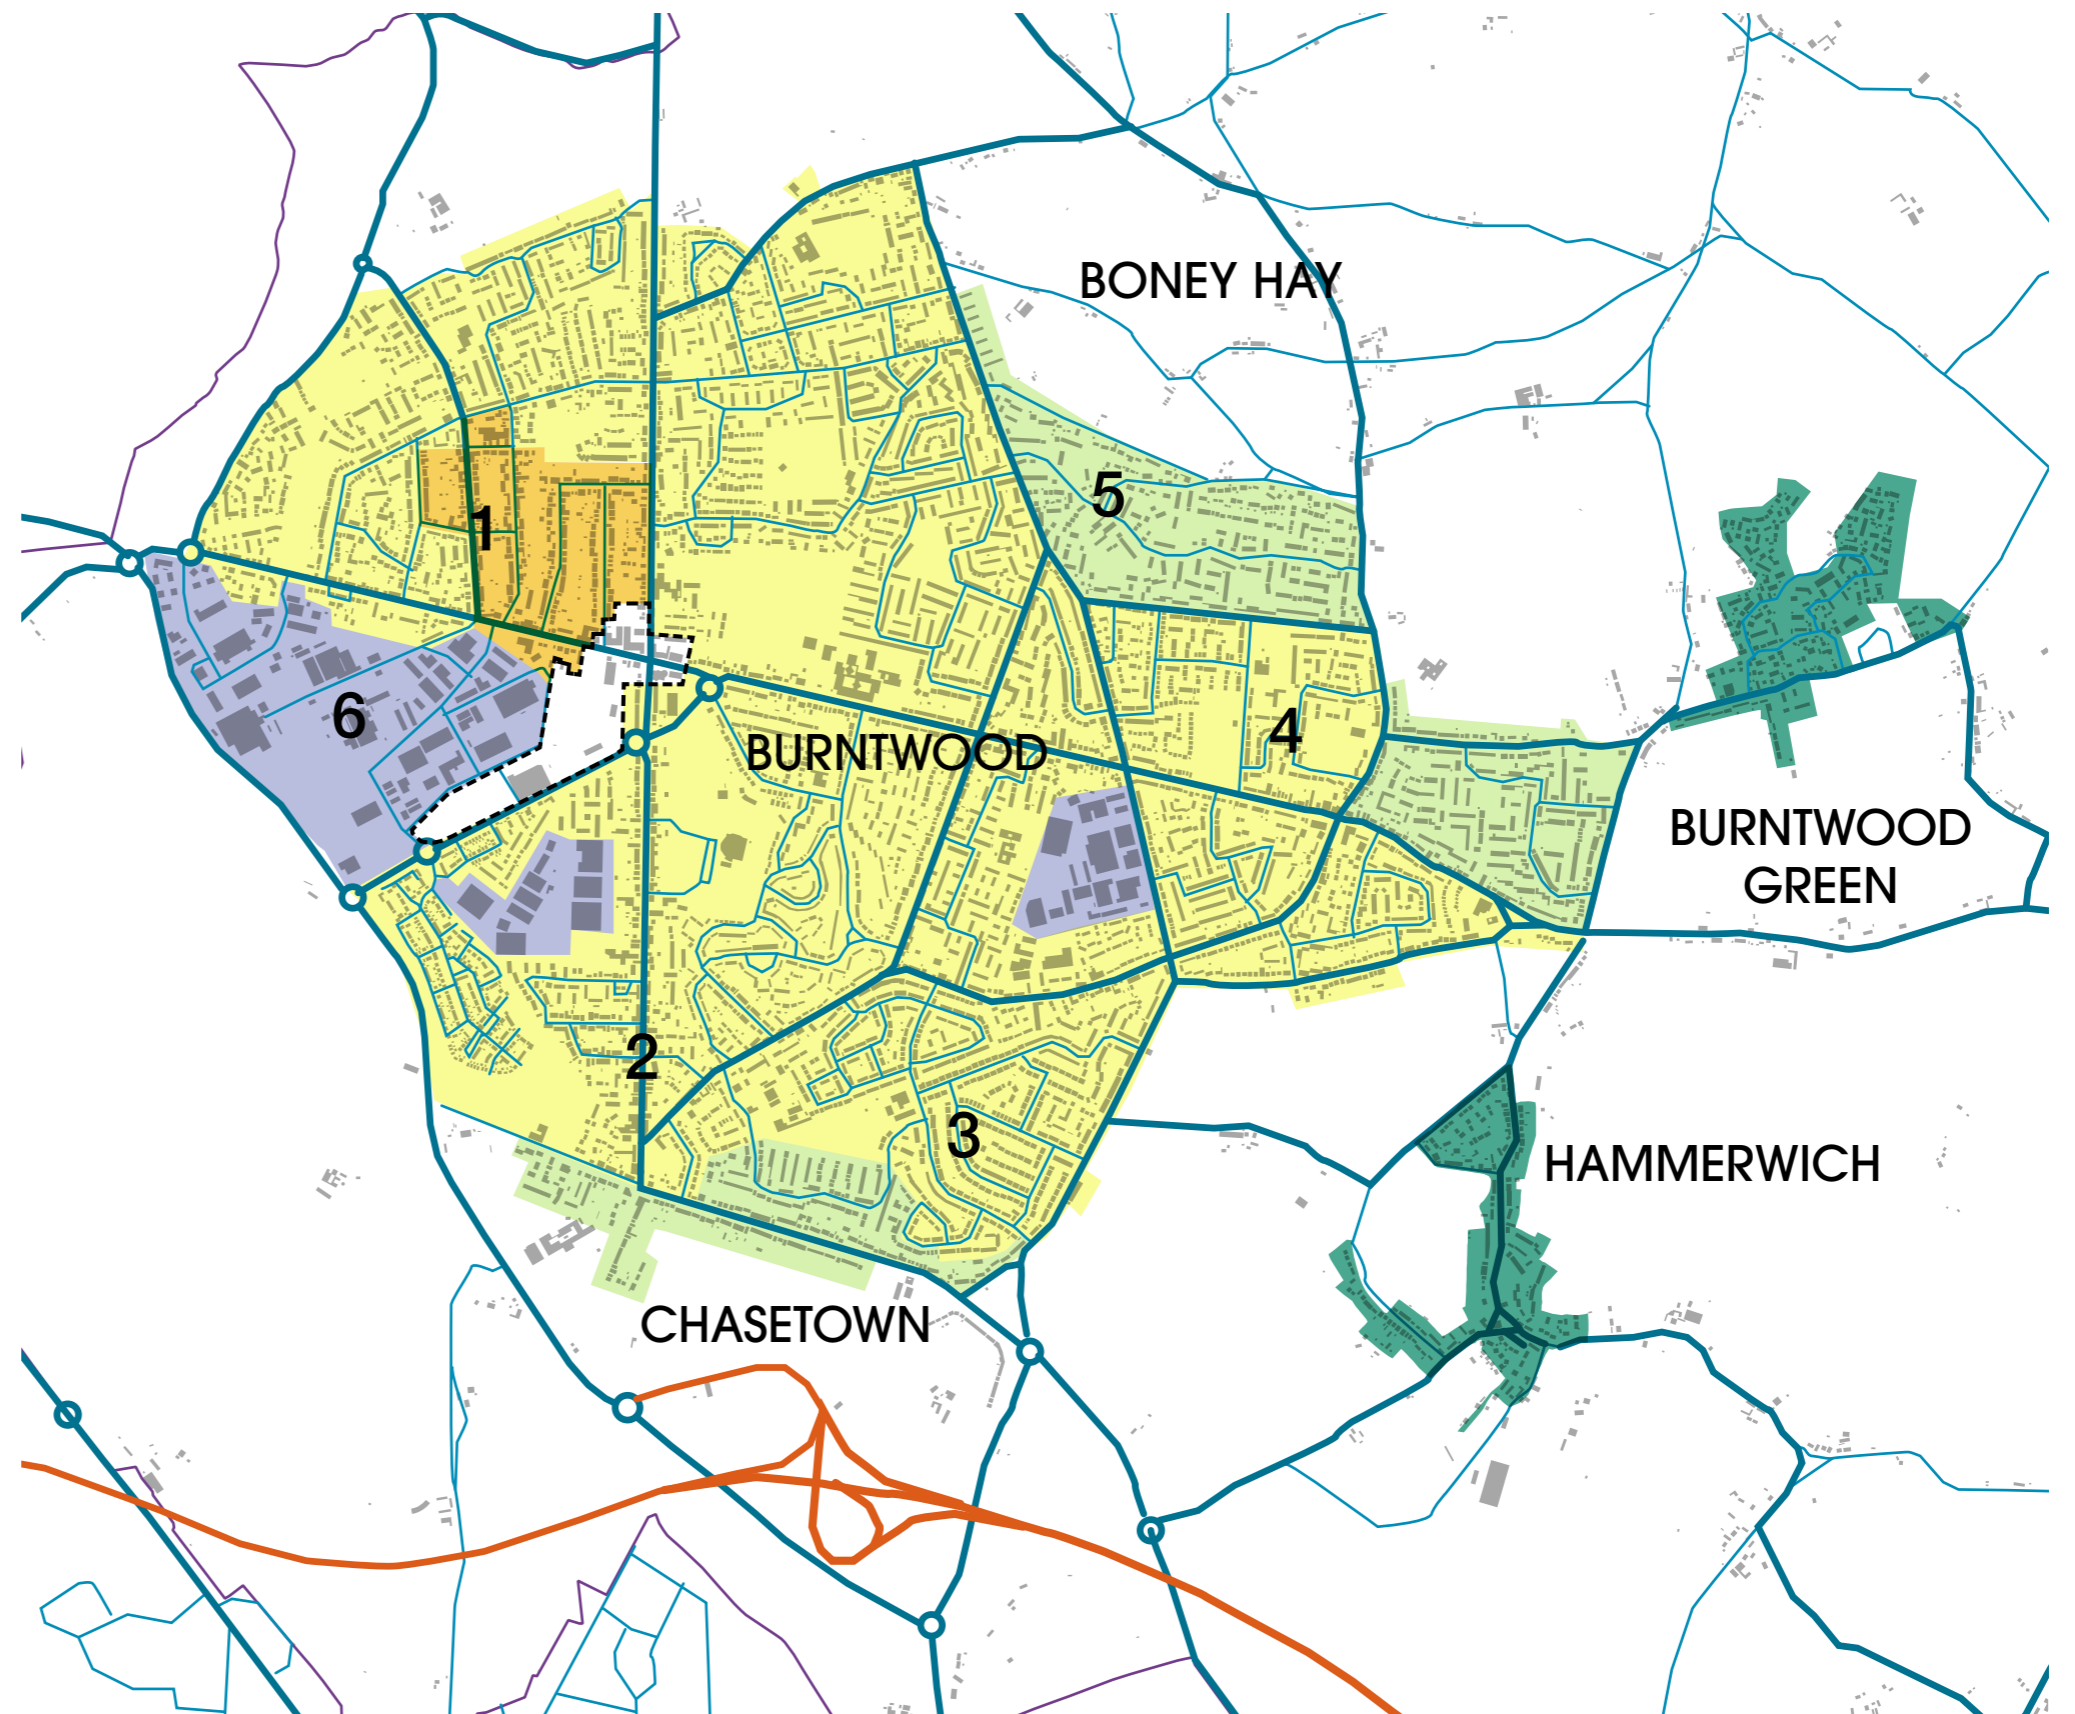 BONEY HAY
5
1
6
4
BURNTWOOD
BURNTWOOD
GREEN
2
3
HAMMERWICH
CHASETOWN